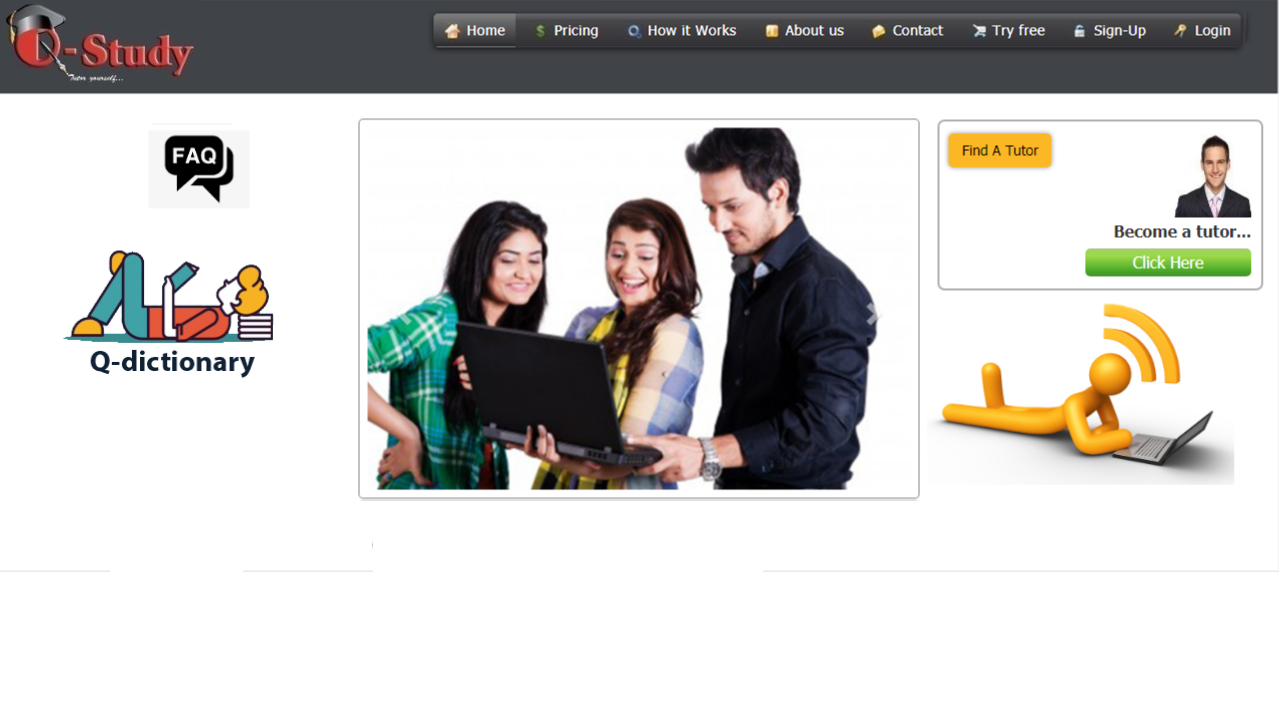 Q-Study
Tutor yourself...
Home
Pricing
How it Works
About us
Contact
Try free
Sign-Up
Login
FAQ
Q-dictionary
Find A Tutor
Become a tutor...
Click Here